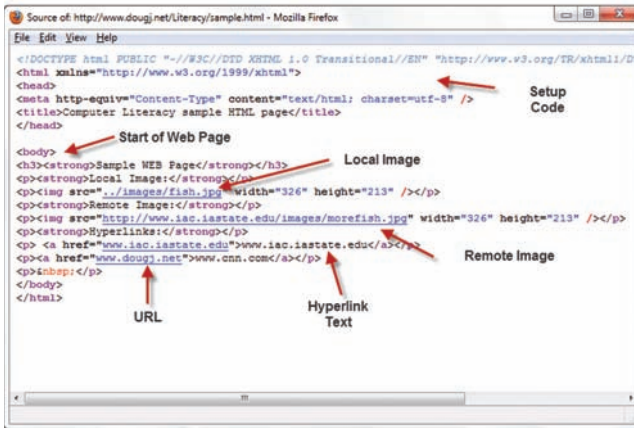 Source of: http://www.dougj.net/Literacy/sample.html - Mozilla Firefox
File Edit View Help
<!DOCTYPE html PUBLIC "-//W3C//DTD XHTML 1.0 Transitional//EN" "http://www.w3.org/TR/xhtml1/D
<html xmlns="http://www.w3.org/1999/xhtml">
<head>
Setup
Code
<meta http-equiv="Content-Type" content="text/html; charset=utf-8" />
<title>Computer Literacy sample HTML page</title>
</head>
Start of Web Page
<body>
<h3><strong>Sample WEB Page</strong></h3>
Local Image
<p><strong>Local Image:</strong></p>
<p><img src="../images/fish.jpg" width="326" height="213" /></p>
<p><strong>Remote Image:</strong></p>
<p><img src="http://www.iac.iastate.edu/images/morefish.jpg" width="326" height="213" /></p>
<p><strong>Hyperlinks:</strong></p>
<p> <a href="www.iac.iastate.edu">www.iac.iastate.edu</a></p>
<p><a href="www.dougj.net">www.cnn.com</a></p>
Remote Image
<p>&nbsp;</p>
</body>
</html>
URL
Hyperlink
Text